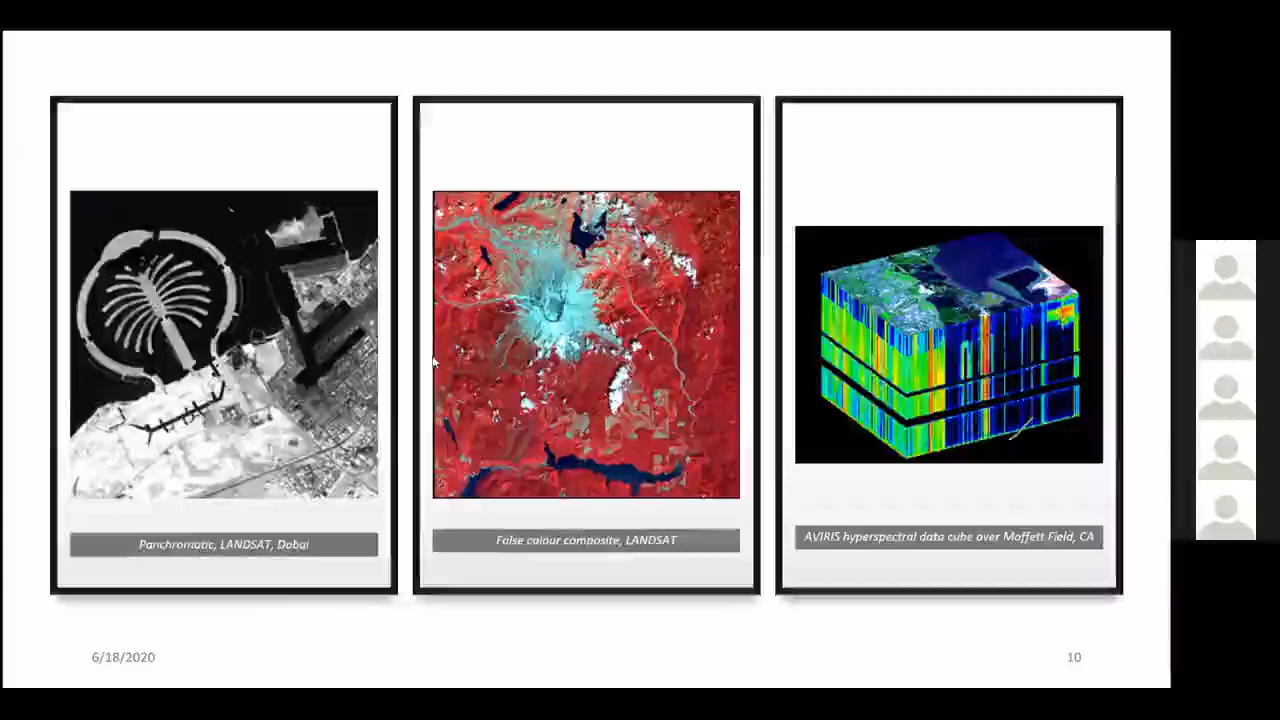 Panchromatic, LANDSAT, Dubai
False colour composite, LANDSAT
AVIRIS hyperspectral data cube over Moffett Field, CA
6/18/2020
10